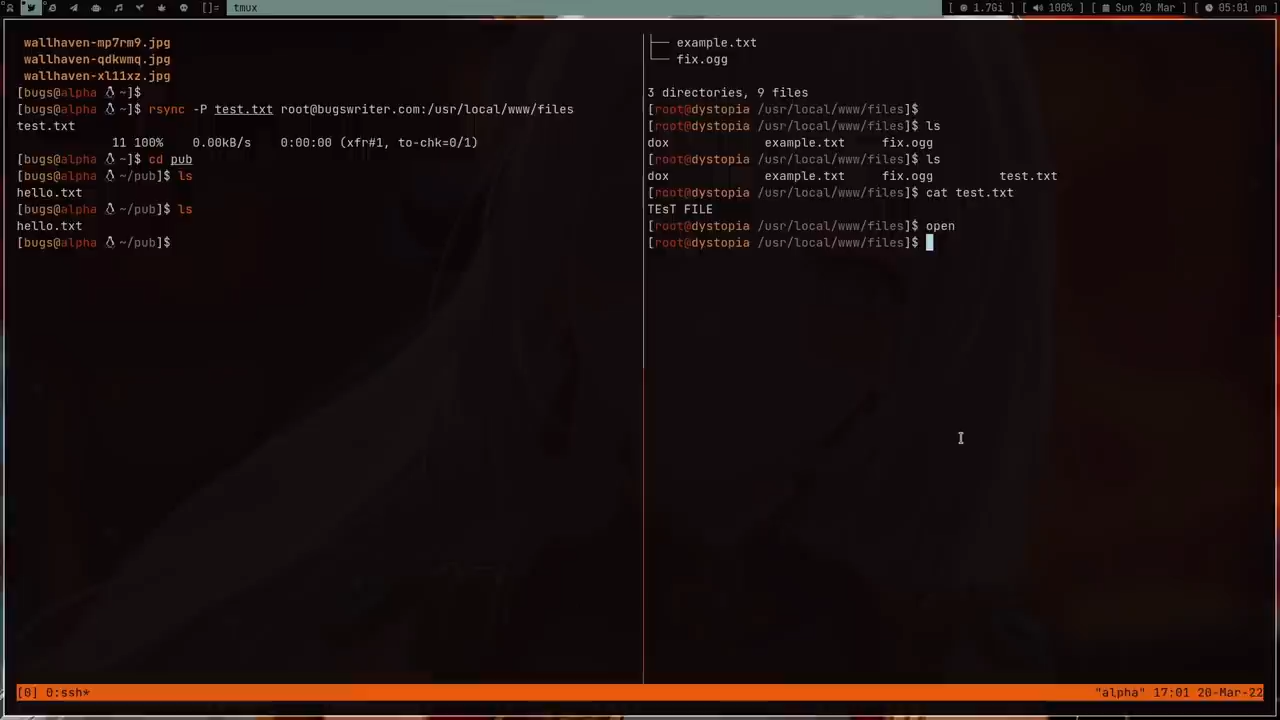 []= tmux [ 1.7Gi ] [ 100% ] [ Sun 20 Mar ] [ 05:01 pm ]
wallhaven-mp7rm9.jpg
wallhaven-qdkwmq.jpg
wallhaven-xl11xz.jpg
[bugs@alpha ~]$
[bugs@alpha ~]$ rsync -P test.txt root@bugswriter.com:/usr/local/www/files
test.txt
11 100% 0.00kB/s 0:00:00 (xfr#1, to-chk=0/1)
[bugs@alpha ~]$ cd pub
[bugs@alpha ~/pub]$ ls
hello.txt
[bugs@alpha ~/pub]$ ls
hello.txt
[bugs@alpha ~/pub]$
├── example.txt
└── fix.ogg
3 directories, 9 files
[root@dystopia /usr/local/www/files]$
[root@dystopia /usr/local/www/files]$ ls
dox example.txt fix.ogg
[root@dystopia /usr/local/www/files]$ ls
dox example.txt fix.ogg test.txt
[root@dystopia /usr/local/www/files]$ cat test.txt
TEsT FILE
[root@dystopia /usr/local/www/files]$ open
[root@dystopia /usr/local/www/files]$
[0] 0:ssh* "alpha" 17:01 20-Mar-22